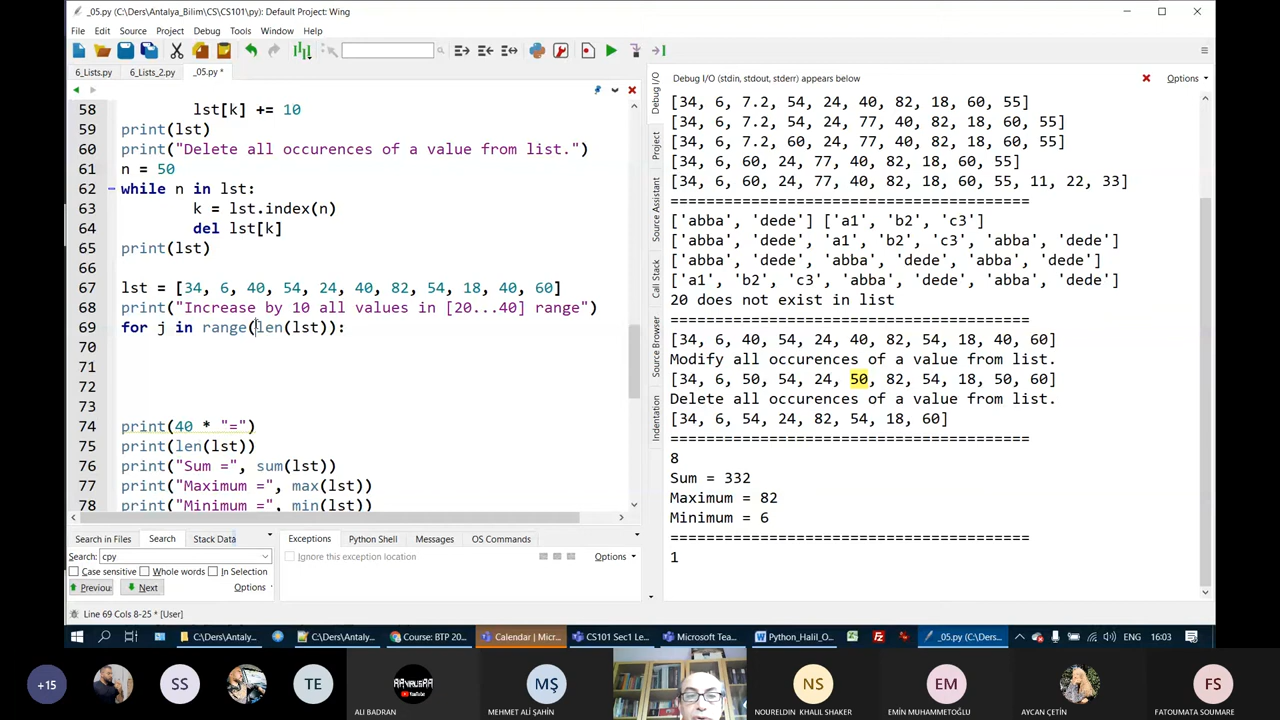 _05.py (C:\Ders\Antalya_Bilim\CS\CS101\py): Default Project: Wing
File Edit Source Project Debug Tools Window Help
6_Lists.py 6_Lists_2.py _05.py *
58 lst[k] += 10
59 print(lst)
60 print("Delete all occurences of a value from list.")
61 n = 50
62 while n in lst:
63 k = lst.index(n)
64 del lst[k]
65 print(lst)
66
67 lst = [34, 6, 40, 54, 24, 40, 82, 54, 18, 40, 60]
68 print("Increase by 10 all values in [20...40] range")
69 for j in range(len(lst)):
70
71
72
73
74 print(40 * "=")
75 print(len(lst))
76 print("Sum =", sum(lst))
77 print("Maximum =", max(lst))
78 print("Minimum =", min(lst))
Search in Files Search Stack Data
Search: cpy
Case sensitive Whole words In Selection
Previous Next Options
Exceptions Python Shell Messages OS Commands
Ignore this exception location Options
Line 69 Cols 8-25 * [User]
Debug I/O
Project
Source Assistant
Call Stack
Source Browser
Indentation
Debug I/O (stdin, stdout, stderr) appears below Options
[34, 6, 7.2, 54, 24, 40, 82, 18, 60, 55]
[34, 6, 7.2, 54, 24, 77, 40, 82, 18, 60, 55]
[34, 6, 7.2, 60, 24, 77, 40, 82, 18, 60, 55]
[34, 6, 60, 24, 77, 40, 82, 18, 60, 55]
[34, 6, 60, 24, 77, 40, 82, 18, 60, 55, 11, 22, 33]
========================================
['abba', 'dede'] ['a1', 'b2', 'c3']
['abba', 'dede', 'a1', 'b2', 'c3', 'abba', 'dede']
['abba', 'dede', 'abba', 'dede', 'abba', 'dede']
['a1', 'b2', 'c3', 'abba', 'dede', 'abba', 'dede']
20 does not exist in list
========================================
[34, 6, 40, 54, 24, 40, 82, 54, 18, 40, 60]
Modify all occurences of a value from list.
[34, 6, 50, 54, 24, 50, 82, 54, 18, 50, 60]
Delete all occurences of a value from list.
[34, 6, 54, 24, 82, 54, 18, 60]
========================================
8
Sum = 332
Maximum = 82
Minimum = 6
========================================
1
C:\Ders\Antaly... C:\Ders\Antaly... Course: BTP 20... Calendar | Micr... CS101 Sec1 Le... Microsoft Tea... Python_Halil_O... _05.py (C:\Ders... ENG 16:03
+15 SS TE MŞ NS EM FS
ALI BADRAN MEHMET ALİ ŞAHİN NOURELDIN KHALIL SHAKER EMİN MUHAMMETOĞLU AYCAN ÇETİN FATOUMATA SOUMARE